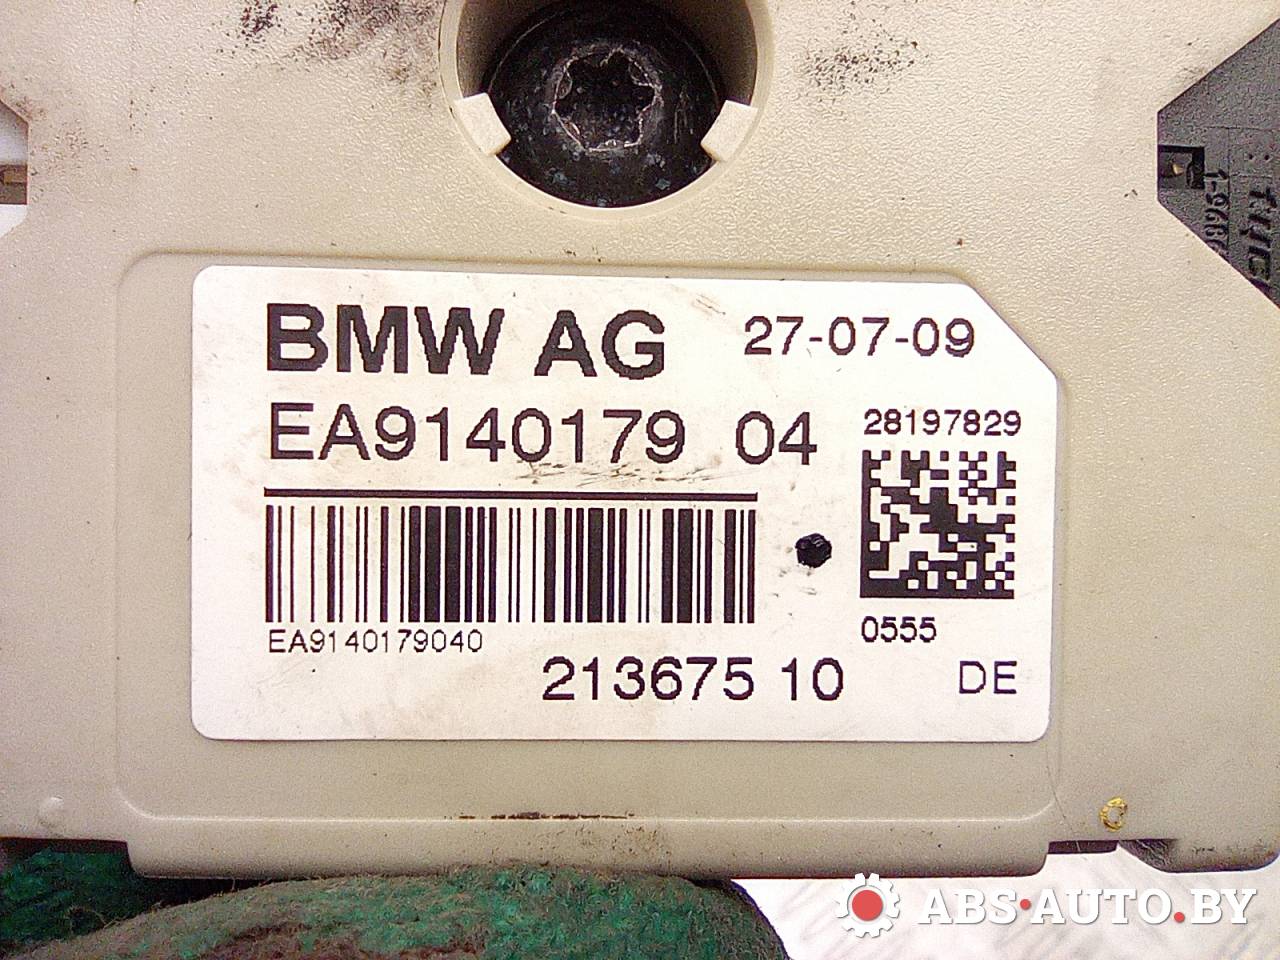 BMW AG 27-07-09
EA9140179 04 28197829
EA9140179040
0555
213675 10 DE
ABS·AUTO.BY